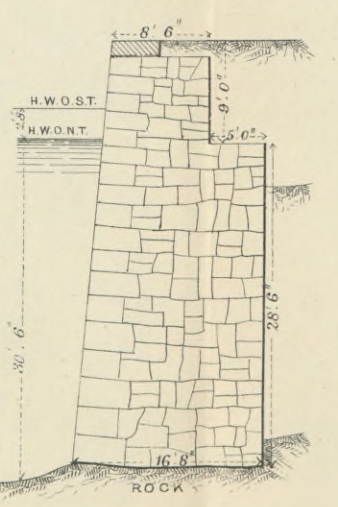 8' 6"
9' 0"
H.W.O.S.T.
H.W.O.N.T.
5' 0"
28' 6"
30' 6"
16' 8"
ROCK